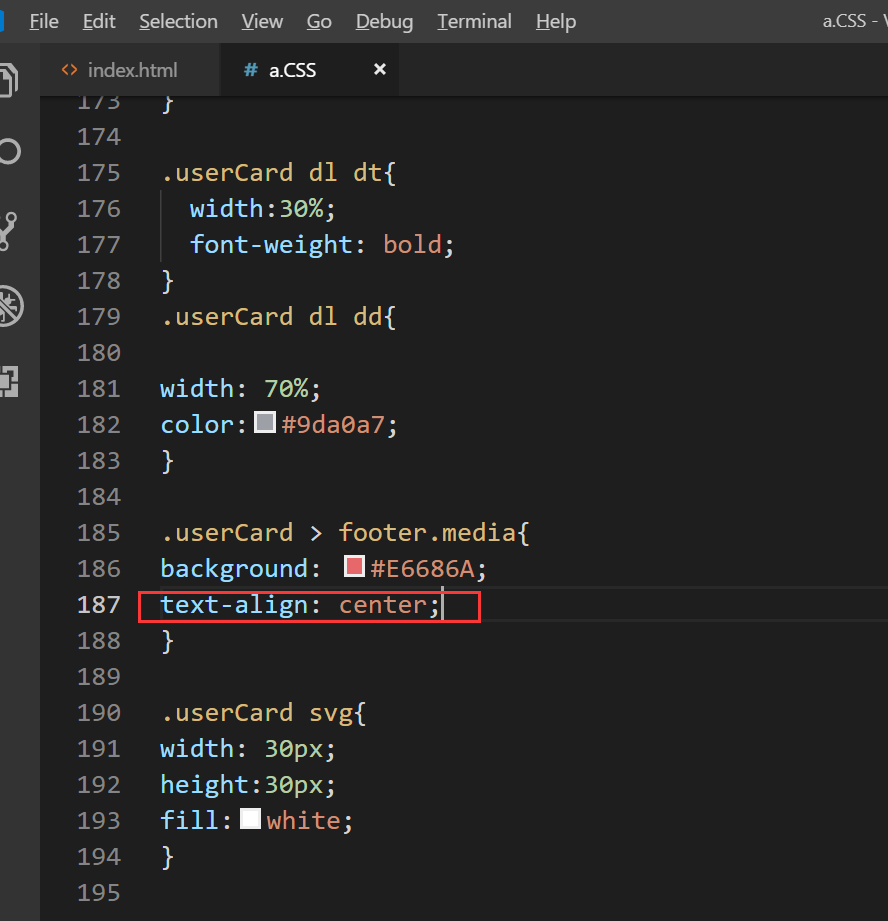 File Edit Selection View Go Debug Terminal Help a.CSS -
<> index.html # a.CSS ×
173 }
174
175 .userCard dl dt{
176 width:30%;
177 font-weight: bold;
178 }
179 .userCard dl dd{
180
181 width: 70%;
182 color: #9da0a7;
183 }
184
185 .userCard > footer.media{
186 background: #E6686A;
187 text-align: center;
188 }
189
190 .userCard svg{
191 width: 30px;
192 height:30px;
193 fill: white;
194 }
195